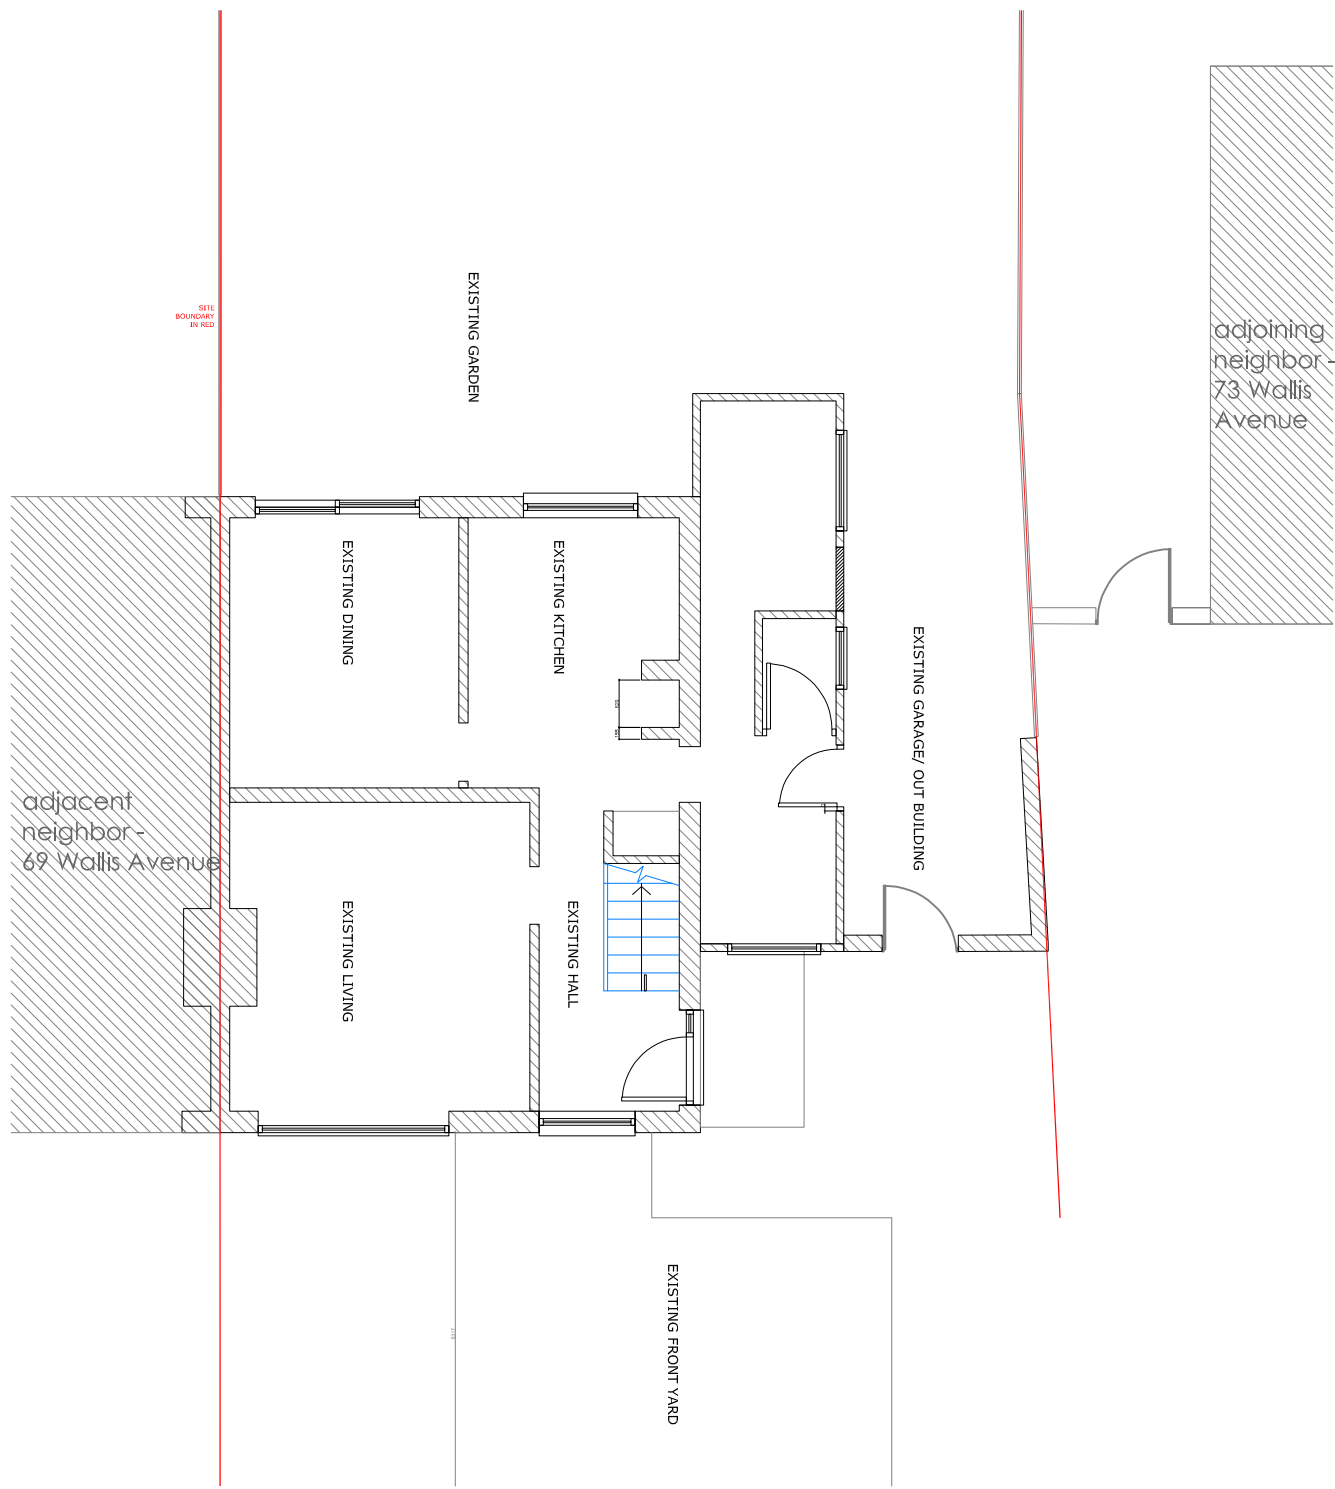 EXISTING GARDEN
SITE
BOUNDARY
IN RED
adjoining
neighbor -
73 Wallis
Avenue
EXISTING DINING
EXISTING KITCHEN
EXISTING GARAGE/ OUT BUILDING
adjacent
neighbor -
69 Wallis Avenue
EXISTING LIVING
EXISTING HALL
EXISTING FRONT YARD